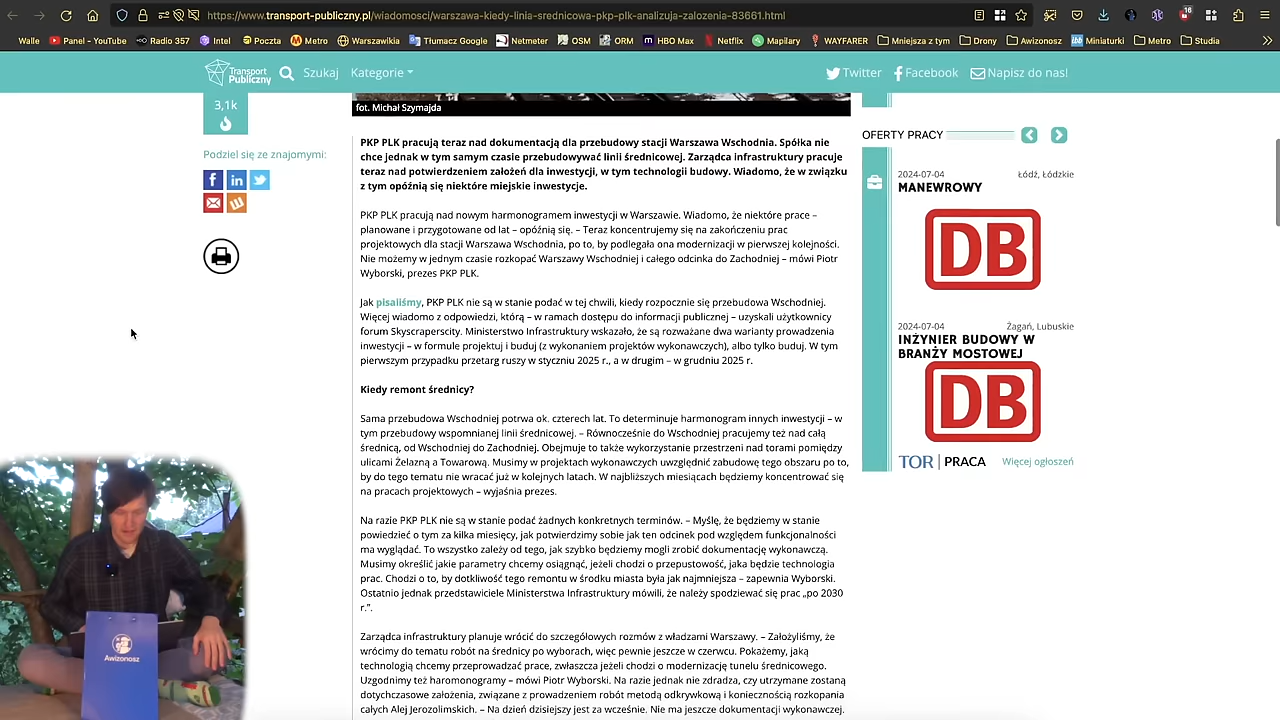 https://www.transport-publiczny.pl/wiadomosci/warszawa-kiedy-linia-srednicowa-pkp-plk-analizuja-zalozenia-83661.html
18
Walle
Panel - YouTube
Radio 357
Intel
Poczta
Metro
Warszawikia
Tłumacz Google
Netmeter
OSM
ORM
HBO Max
Netflix
Mapilary
WAYFARER
Mniejsza z tym
Drony
Awizonosz
Miniaturki
Metro
Studia
Transport Publiczny
Szukaj
Kategorie
Twitter
Facebook
Napisz do nas!
3,1k
Podziel się ze znajomymi:
fot. Michał Szymajda
PKP PLK pracują teraz nad dokumentacją dla przebudowy stacji Warszawa Wschodnia. Spółka nie
chce jednak w tym samym czasie przebudowywać linii średnicowej. Zarządca infrastruktury pracuje
teraz nad potwierdzeniem założeń dla inwestycji, w tym technologii budowy. Wiadomo, że w związku
z tym opóźnią się niektóre miejskie inwestycje.
PKP PLK pracują nad nowym harmonogramem inwestycji w Warszawie. Wiadomo, że niektóre prace –
planowane i przygotowane od lat – opóźnią się. – Teraz koncentrujemy się na zakończeniu prac
projektowych dla stacji Warszawa Wschodnia, po to, by podlegała ona modernizacji w pierwszej kolejności.
Nie możemy w jednym czasie rozkopać Warszawy Wschodniej i całego odcinka do Zachodniej – mówi Piotr
Wyborski, prezes PKP PLK.
Jak pisaliśmy, PKP PLK nie są w stanie podać w tej chwili, kiedy rozpocznie się przebudowa Wschodniej.
Więcej wiadomo z odpowiedzi, którą – w ramach dostępu do informacji publicznej – uzyskali użytkownicy
forum Skyscraperscity. Ministerstwo Infrastruktury wskazało, że są rozważane dwa warianty prowadzenia
inwestycji – w formule projektuj i buduj (z wykonaniem projektów wykonawczych), albo tylko buduj. W tym
pierwszym przypadku przetarg ruszy w styczniu 2025 r., a w drugim – w grudniu 2025 r.
Kiedy remont średnicy?
Sama przebudowa Wschodniej potrwa ok. czterech lat. To determinuje harmonogram innych inwestycji – w
tym przebudowy wspomnianej linii średnicowej. – Równocześnie do Wschodniej pracujemy też nad całą
średnicą, od Wschodniej do Zachodniej. Obejmuje to także wykorzystanie przestrzeni nad torami pomiędzy
ulicami Żelazną a Towarową. Musimy w projektach wykonawczych uwzględnić zabudowę tego obszaru po to,
by do tego tematu nie wracać już w kolejnych latach. W najbliższych miesiącach będziemy koncentrować się
na pracach projektowych – wyjaśnia prezes.
Na razie PKP PLK nie są w stanie podać żadnych konkretnych terminów. – Myślę, że będziemy w stanie
powiedzieć o tym za kilka miesięcy, jak potwierdzimy sobie jak ten odcinek pod względem funkcjonalności
ma wyglądać. To wszystko zależy od tego, jak szybko będziemy mogli zrobić dokumentację wykonawczą.
Musimy określić jakie parametry chcemy osiągnąć, jeżeli chodzi o przepustowość, jaka będzie technologia
prac. Chodzi o to, by dotkliwość tego remontu w środku miasta była jak najmniejsza – zapewnia Wyborski.
Ostatnio jednak przedstawiciele Ministerstwa Infrastruktury mówili, że należy spodziewać się prac „po 2030
r.”.
Zarządca infrastruktury planuje wrócić do szczegółowych rozmów z władzami Warszawy. – Założyliśmy, że
wrócimy do tematu robót na średnicy po wyborach, więc pewnie jeszcze w czerwcu. Pokażemy, jaką
technologią chcemy przeprowadzać prace, zwłaszcza jeżeli chodzi o modernizację tunelu średnicowego.
Uzgodnimy też haromonogramy – mówi Piotr Wyborski. Na razie jednak nie zdradza, czy utrzymane zostaną
dotychczasowe założenia, związane z prowadzeniem robót metodą odkrywkową i koniecznością rozkopania
całych Alej Jerozolimskich. – Na dzień dzisiejszy jest za wcześnie. Nie ma jeszcze dokumentacji wykonawczej.
OFERTY PRACY
2024-07-04
Łódź, Łódzkie
MANEWROWY
DB
2024-07-04
Żagań, Lubuskie
INŻYNIER BUDOWY W
BRANŻY MOSTOWEJ
DB
TOR | PRACA
Więcej ogłoszeń
Awizonosz